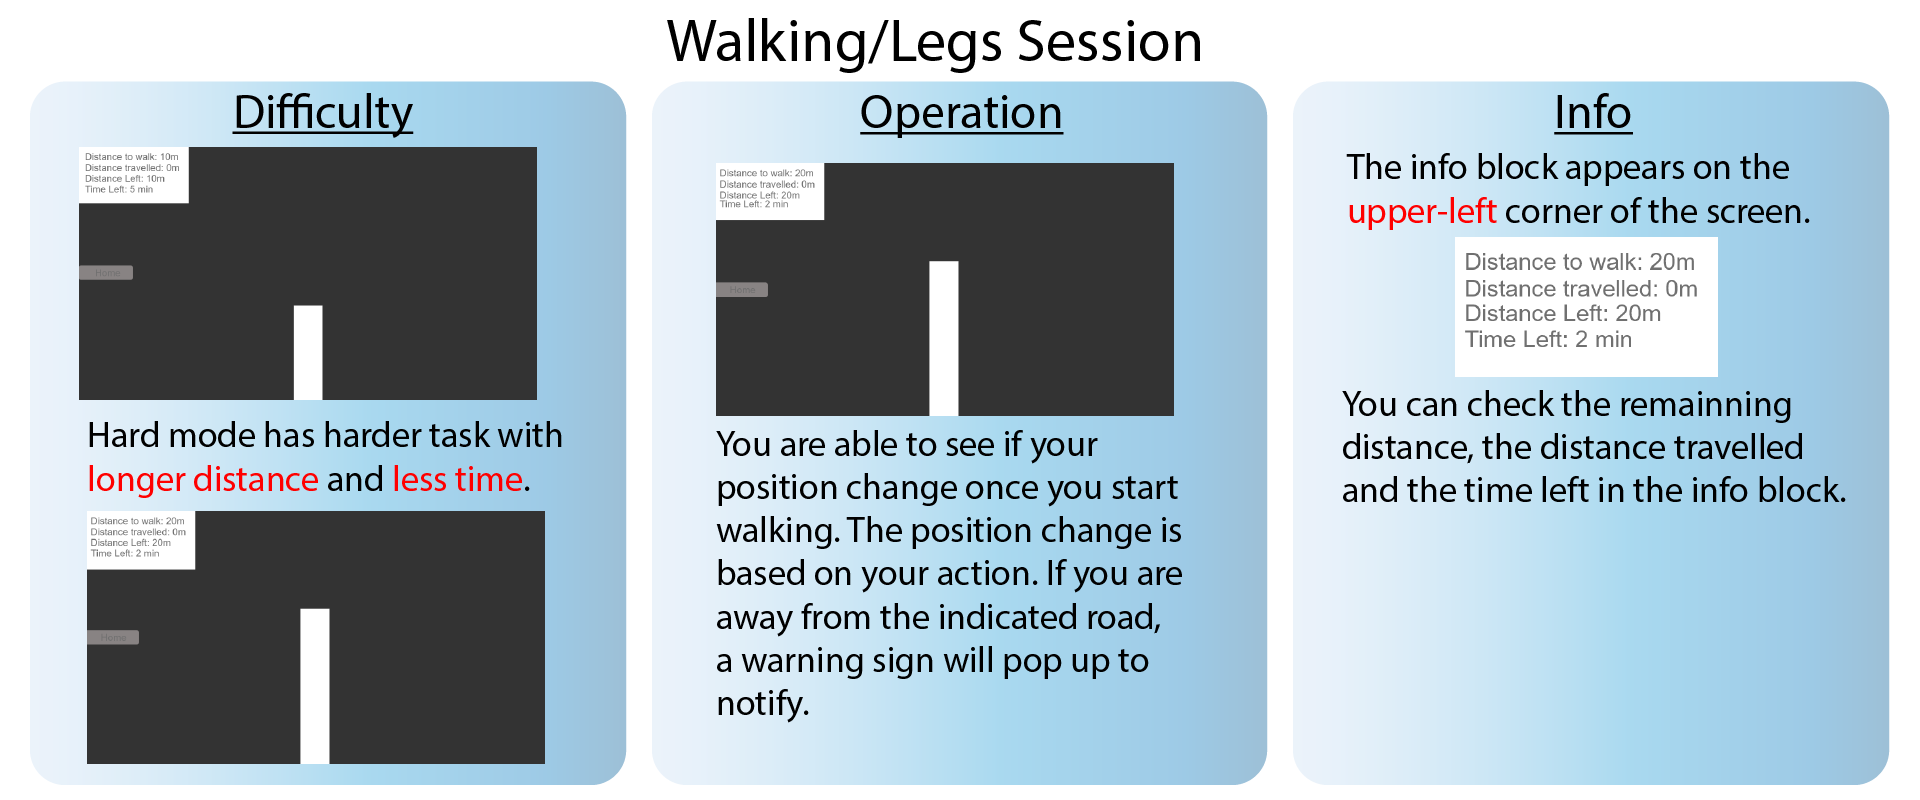 Walking/Legs Session
Difficulty
Distance to walk: 10m
Distance travelled: 0m
Distance Left: 10m
Time Left: 5 min
Home
Hard mode has harder task with
longer distance and less time.
Distance to walk: 20m
Distance travelled: 0m
Distance Left: 20m
Time Left: 2 min
Home
Operation
Distance to walk: 20m
Distance travelled: 0m
Distance Left: 20m
Time Left: 2 min
Home
You are able to see if your
position change once you start
walking. The position change is
based on your action. If you are
away from the indicated road,
a warning sign will pop up to
notify.
Info
The info block appears on the
upper-left corner of the screen.
Distance to walk: 20m
Distance travelled: 0m
Distance Left: 20m
Time Left: 2 min
You can check the remainning
distance, the distance travelled
and the time left in the info block.